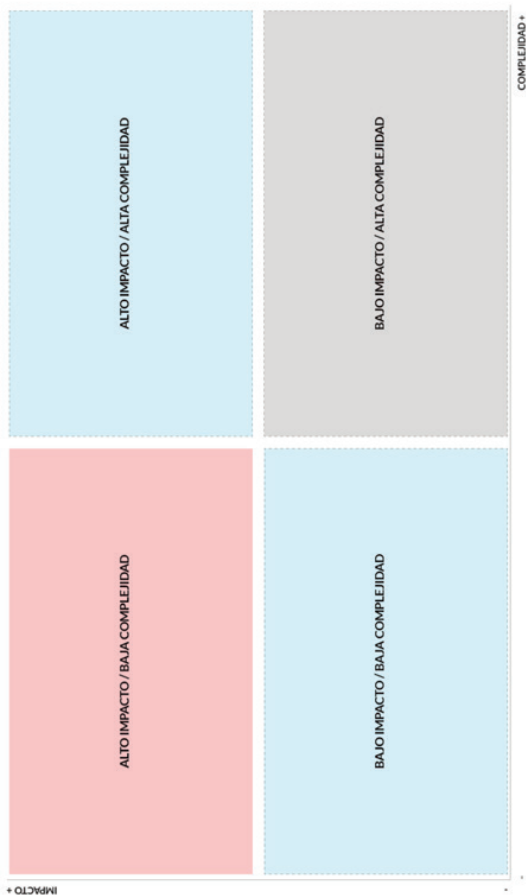 IMPACTO +
ALTO IMPACTO / BAJA COMPLEJIDAD
ALTO IMPACTO / ALTA COMPLEJIDAD
BAJO IMPACTO / BAJA COMPLEJIDAD
BAJO IMPACTO / ALTA COMPLEJIDAD
-
-
COMPLEJIDAD +